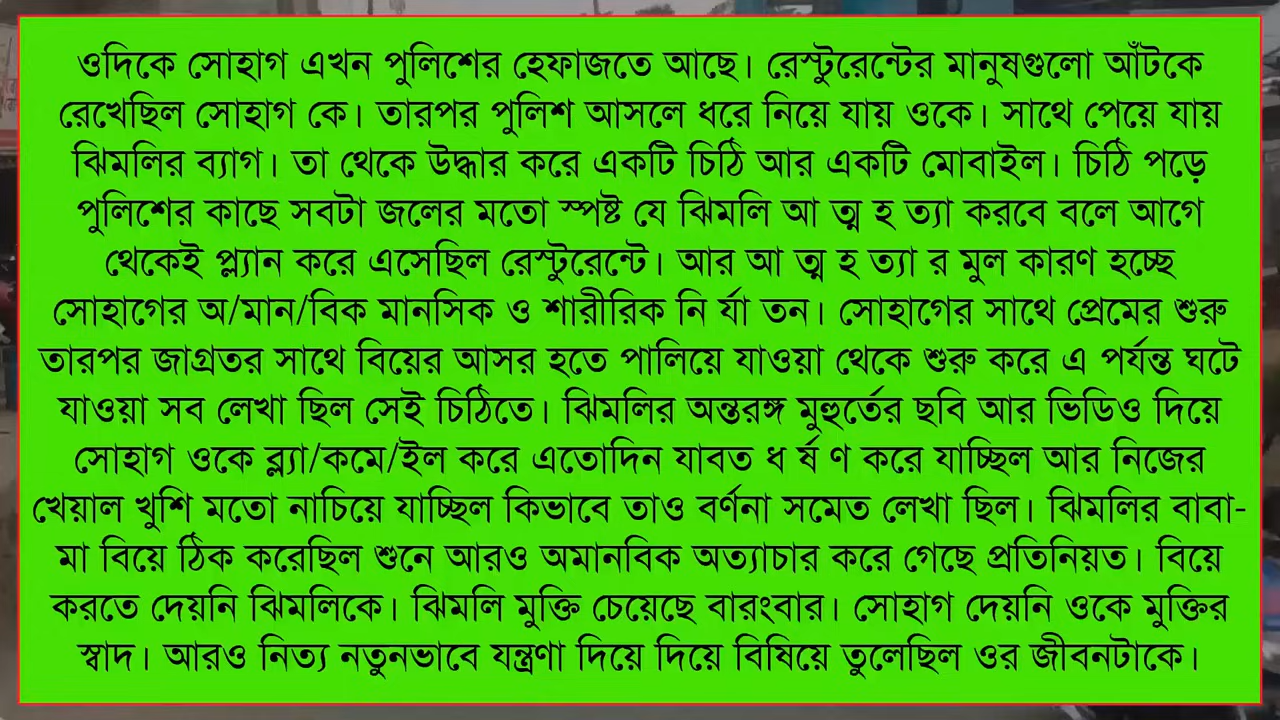 ওদিকে সোহাগ এখন পুলিশের হেফাজতে আছে। রেস্টুরেন্টের মানুষগুলো আঁটকে
রেখেছিল সোহাগ কে। তারপর পুলিশ আসলে ধরে নিয়ে যায় ওকে। সাথে পেয়ে যায়
ঝিমলির ব্যাগ। তা থেকে উদ্ধার করে একটি চিঠি আর একটি মোবাইল। চিঠি পড়ে
পুলিশের কাছে সবটা জলের মতো স্পষ্ট যে ঝিমলি আ ত্ম হ ত্যা করবে বলে আগে
থেকেই প্ল্যান করে এসেছিল রেস্টুরেন্টে। আর আ ত্ম হ ত্যা র মুল কারণ হচ্ছে
সোহাগের অ/মান/বিক মানসিক ও শারীরিক নি র্যা তন। সোহাগের সাথে প্রেমের শুরু
তারপর জাগ্রতর সাথে বিয়ের আসর হতে পালিয়ে যাওয়া থেকে শুরু করে এ পর্যন্ত ঘটে
যাওয়া সব লেখা ছিল সেই চিঠিতে। ঝিমলির অন্তরঙ্গ মুহুর্তের ছবি আর ভিডিও দিয়ে
সোহাগ ওকে ব্ল্যা/কমে/ইল করে এতোদিন যাবত ধ র্ষ ণ করে যাচ্ছিল আর নিজের
খেয়াল খুশি মতো নাচিয়ে যাচ্ছিল কিভাবে তাও বর্ণনা সমেত লেখা ছিল। ঝিমলির বাবা-
মা বিয়ে ঠিক করেছিল শুনে আরও অমানবিক অত্যাচার করে গেছে প্রতিনিয়ত। বিয়ে
করতে দেয়নি ঝিমলিকে। ঝিমলি মুক্তি চেয়েছে বারংবার। সোহাগ দেয়নি ওকে মুক্তির
স্বাদ। আরও নিত্য নতুনভাবে যন্ত্রণা দিয়ে দিয়ে বিষিয়ে তুলেছিল ওর জীবনটাকে।